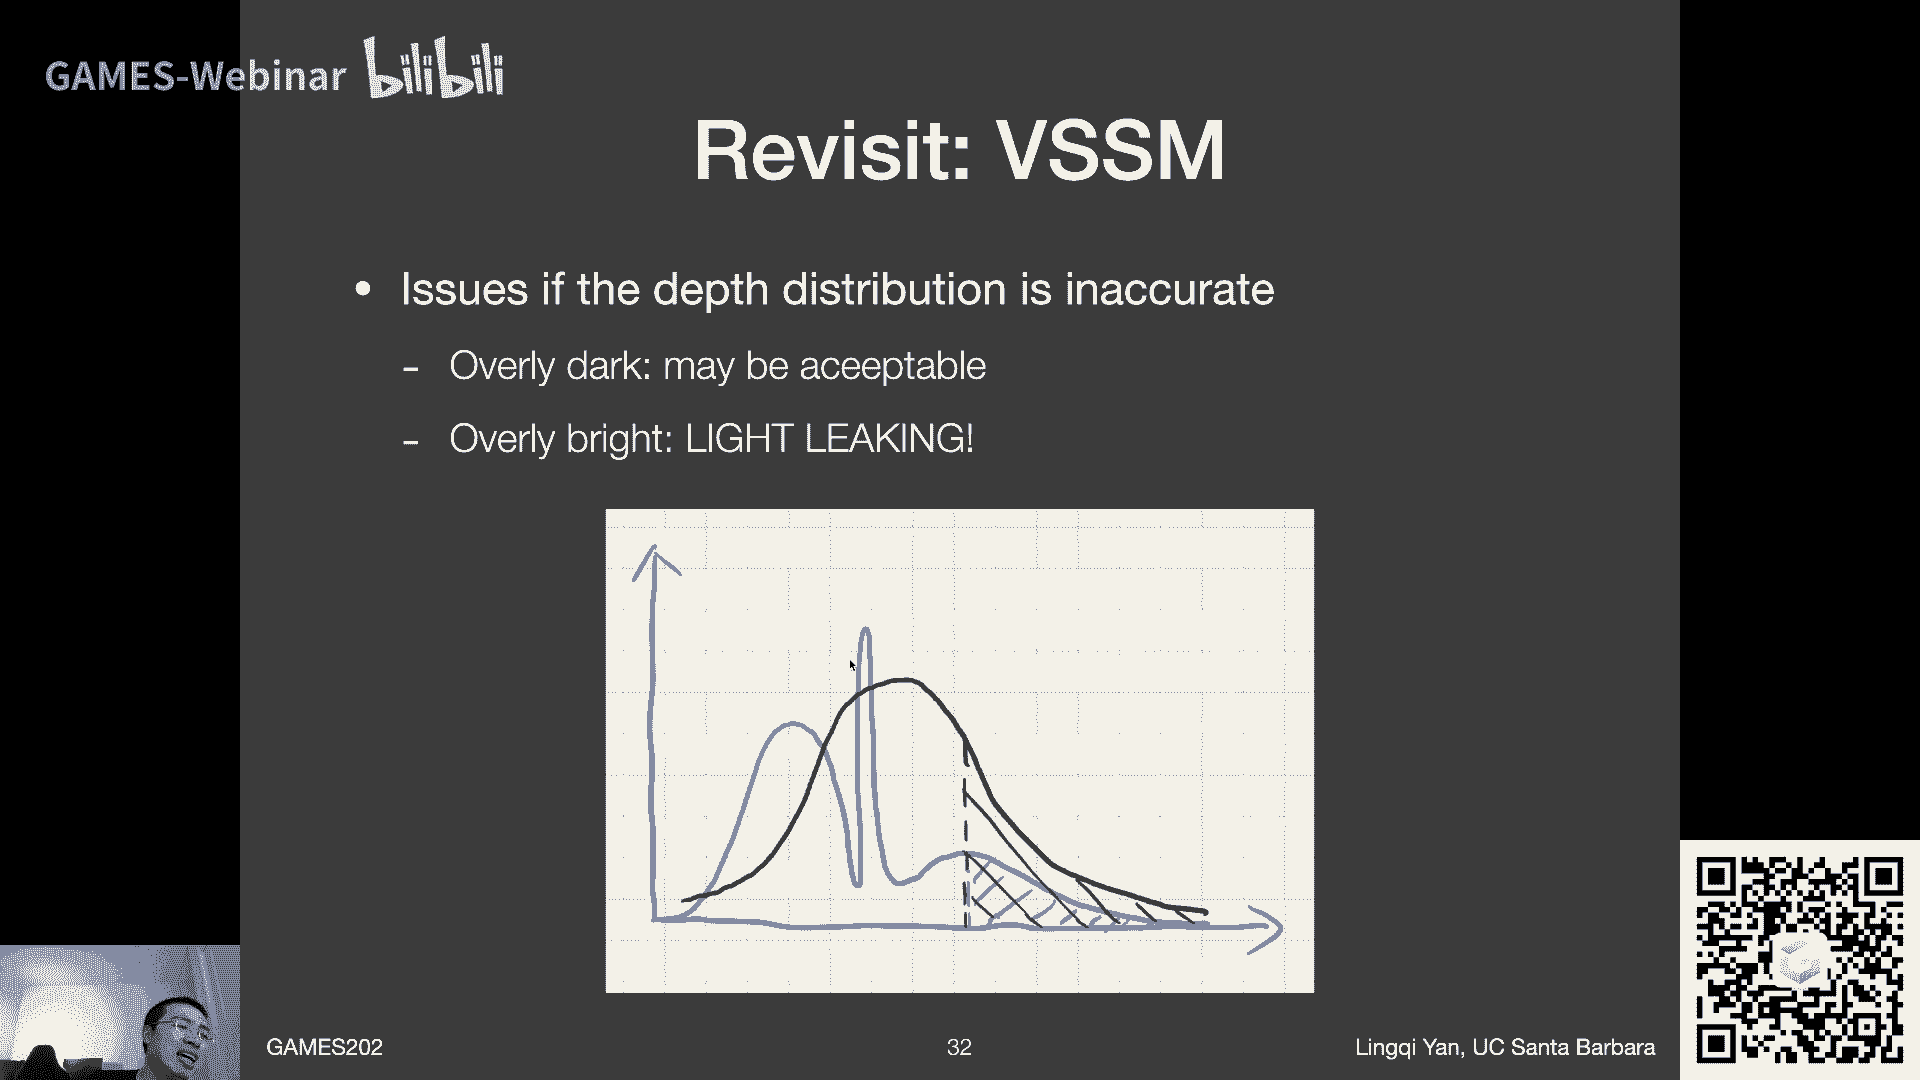 GAMES-Webinar bilibili
Revisit: VSSM
• Issues if the depth distribution is inaccurate
- Overly dark: may be aceeptable
- Overly bright: LIGHT LEAKING!
GAMES202
32
Lingqi Yan, UC Santa Barbara